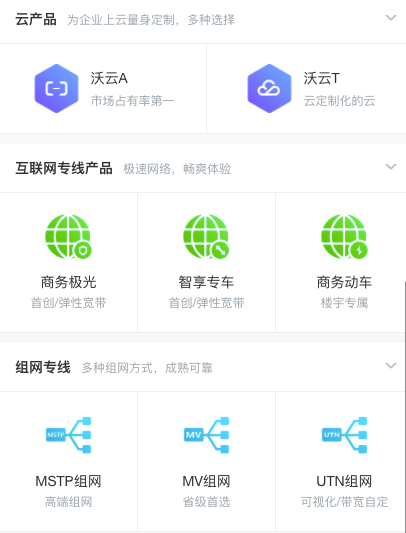 云产品 为企业上云量身定制，多种选择
沃云A
市场占有率第一
沃云T
云定制化的云
互联网专线产品 极速网络，畅爽体验
商务极光
首创/弹性宽带
智享专车
首创/弹性宽带
商务动车
楼宇专属
组网专线 多种组网方式，成熟可靠
MSTP
MV
UTN
MSTP组网
高端组网
MV组网
省级首选
UTN组网
可视化/带宽自定